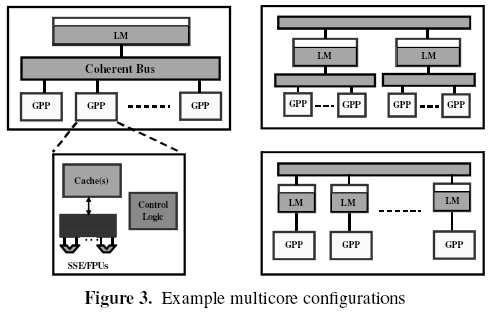 LM
Coherent Bus
GPP
GPP
GPP
Cache(s)
Control
Logic
SSE/FPUs
LM
LM
GPP
GPP
GPP
GPP
LM
LM
LM
GPP
GPP
GPP
Figure 3. Example multicore configurations